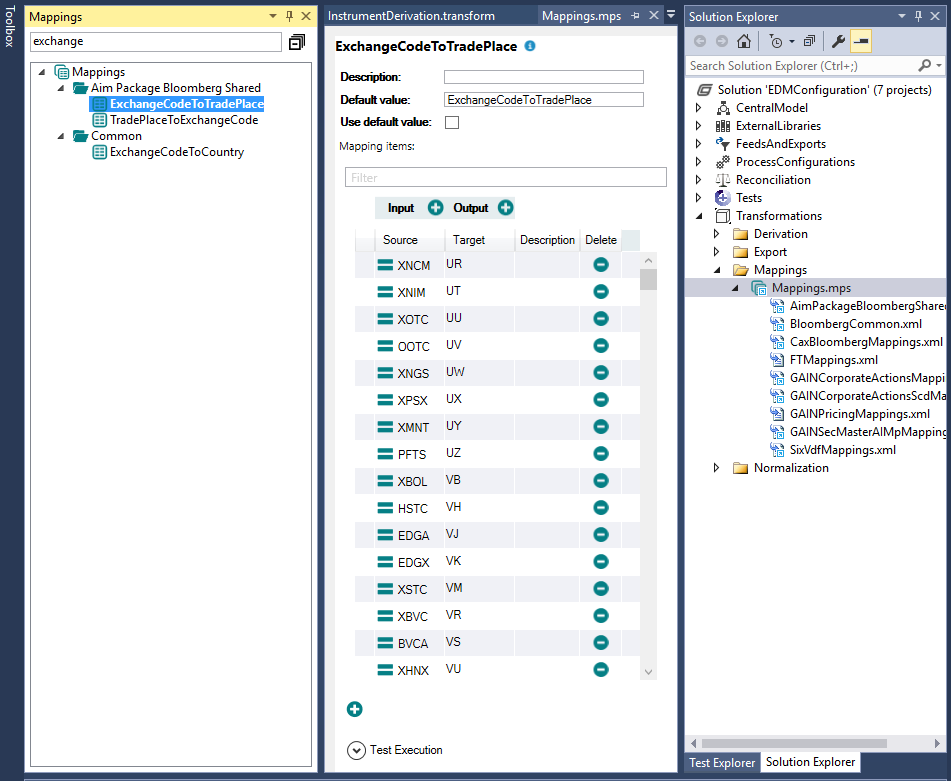 Toolbox
Mappings
exchange
Mappings
Aim Package Bloomberg Shared
ExchangeCodeToTradePlace
TradePlaceToExchangeCode
Common
ExchangeCodeToCountry
InstrumentDerivation.transform
Mappings.mps
ExchangeCodeToTradePlace
Description:
Default value: ExchangeCodeToTradePlace
Use default value:
Mapping items:
Filter
Input Output
Source Target Description Delete
XNCM UR
XNIM UT
XOTC UU
OOTC UV
XNGS UW
XPSX UX
XMNT UY
PFTS UZ
XBOL VB
HSTC VH
EDGA VJ
EDGX VK
XSTC VM
XBVC VR
BVCA VS
XHNX VU
Test Execution
Solution Explorer
Search Solution Explorer (Ctrl+;)
Solution 'EDMConfiguration' (7 projects)
CentralModel
ExternalLibraries
FeedsAndExports
ProcessConfigurations
Reconciliation
Tests
Transformations
Derivation
Export
Mappings
Mappings.mps
AimPackageBloombergShare
BloombergCommon.xml
CaxBloombergMappings.xml
FTMappings.xml
GAINCorporateActionsMappi
GAINCorporateActionsScdMa
GAINPricingMappings.xml
GAINSecMasterAIMpMapping
SixVdfMappings.xml
Normalization
Test Explorer Solution Explorer